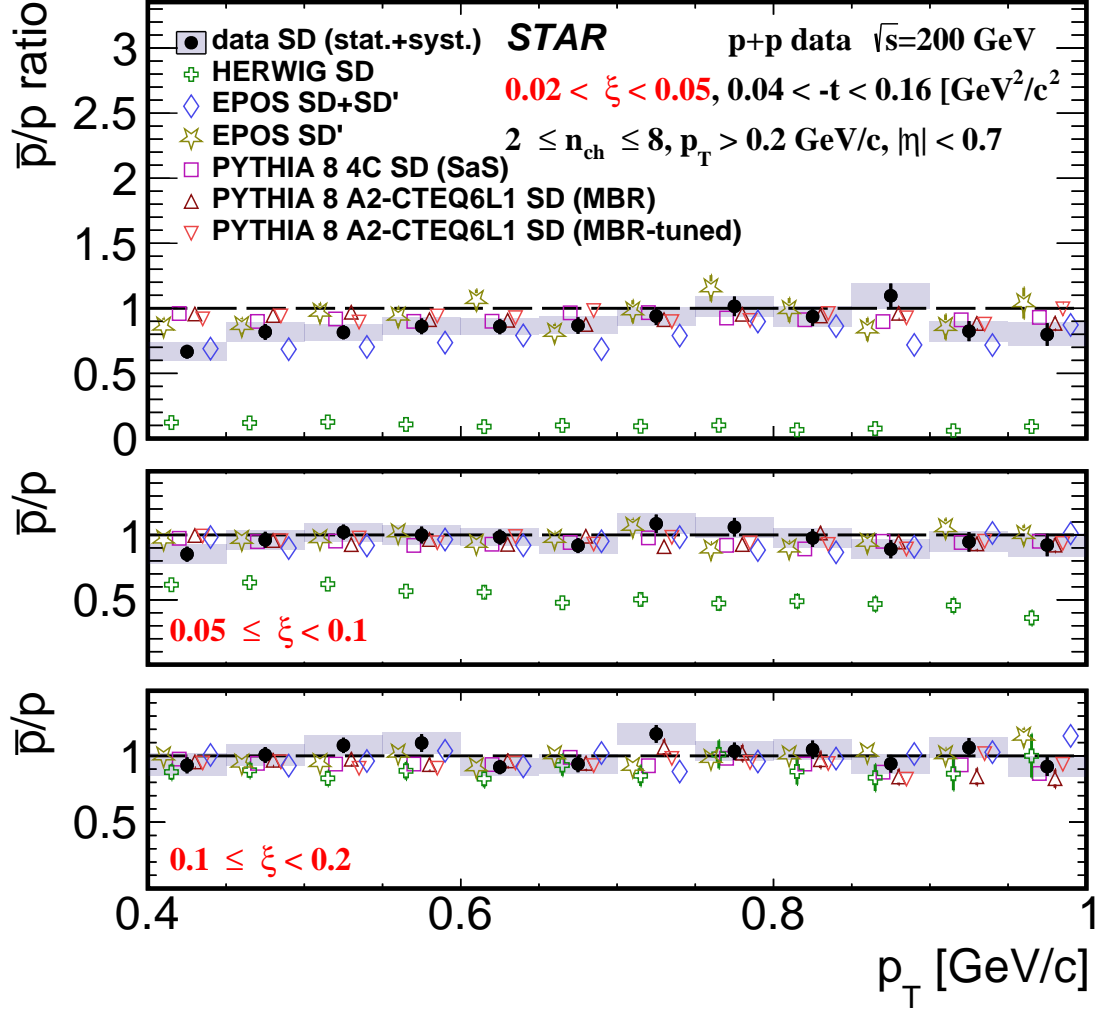 p̅/p ratio
3
2.5
2
1.5
1
0.5
0
data SD (stat.+syst.)
HERWIG SD
EPOS SD+SD'
EPOS SD'
PYTHIA 8 4C SD (SaS)
PYTHIA 8 A2-CTEQ6L1 SD (MBR)
PYTHIA 8 A2-CTEQ6L1 SD (MBR-tuned)
STAR p+p data √s=200 GeV
0.02 < ξ < 0.05, 0.04 < -t < 0.16 [GeV²/c²
2 ≤ n_ch ≤ 8, p_T > 0.2 GeV/c, |η| < 0.7
p̅/p
1
0.5
0.05 ≤ ξ < 0.1
p̅/p
1
0.5
0.1 ≤ ξ < 0.2
0.4 0.6 0.8 1
p_T [GeV/c]